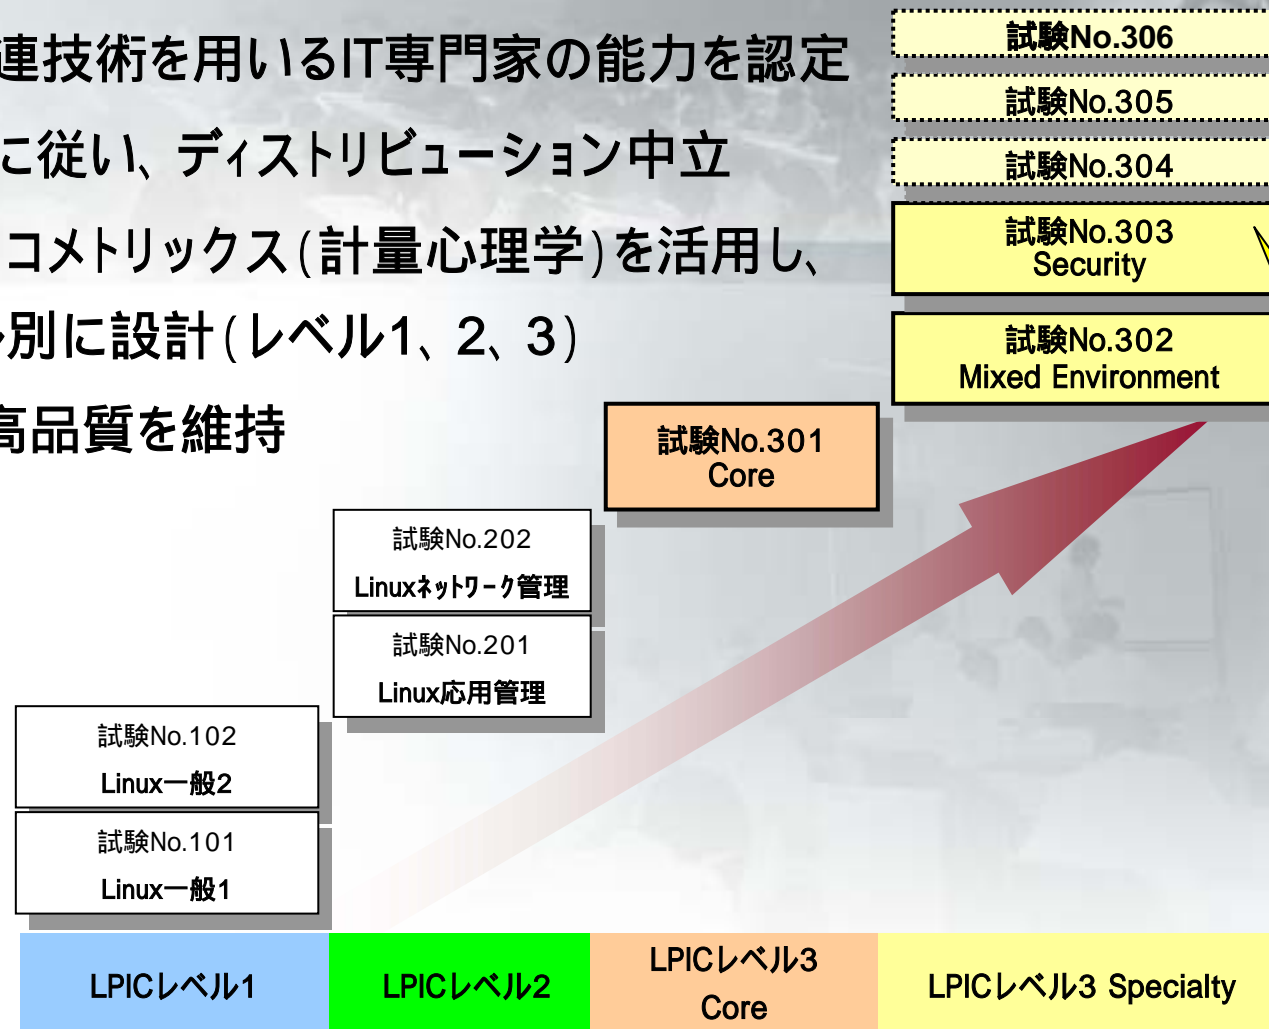 連技術を用いるIT専門家の能力を認定
に従い、ディストリビューション中立
コメトリックス(計量心理学)を活用し、
別に設計(レベル1、2、3)
高品質を維持
試験No.306
試験No.305
試験No.304
試験No.303
Security
試験No.302
Mixed Environment
試験No.301
Core
試験No.202
Linuxネットワーク管理
試験No.201
Linux応用管理
試験No.102
Linux一般2
試験No.101
Linux一般1
LPICレベル1
LPICレベル2
LPICレベル3
Core
LPICレベル3 Specialty